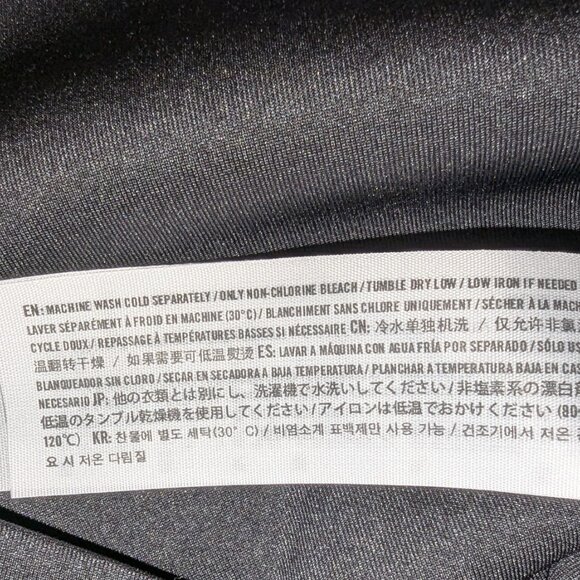 EN: MACHINE WASH COLD SEPARATELY / ONLY NON-CHLORINE BLEACH / TUMBLE DRY LOW / LOW IRON IF NEEDED
LAVER SÉPARÉMENT À FROID EN MACHINE (30°C) / BLANCHIMENT SANS CHLORE UNIQUEMENT / SÉCHER À LA MACH
CYCLE DOUX / REPASSAGE À TEMPÉRATURES BASSES SI NÉCESSAIRE CN: 冷水单独机洗 / 仅允许非氯
温翻转干燥 / 如果需要可低温熨烫 ES: LAVAR A MÁQUINA CON AGUA FRÍA POR SEPARADO / SÓLO US
BLANQUEADOR SIN CLORO / SECAR EN SECADORA A BAJA TEMPERATURA / PLANCHAR A TEMPERATURA BAJA EN CAS
NECESARIO JP: 他の衣類とは別にし、洗濯機で水洗いしてください / 非塩素系の漂白
低温のタンブル乾燥機を使用してください / アイロンは低温でおかけください (80
120℃) KR: 찬물에 별도 세탁(30° C) / 비염소계 표백제만 사용 가능 / 건조기에서 저온
요 시 저온 다림질